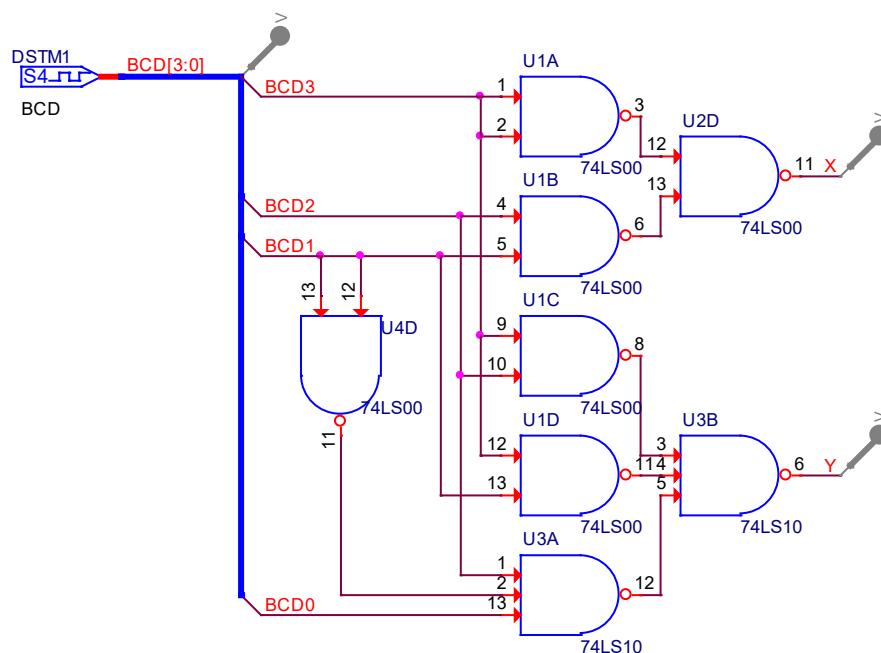 DSTM1
S4
BCD
BCD[3:0]
V
BCD3
BCD2
BCD1
BCD0
U1A
1
2
3
74LS00
U1B
4
5
6
74LS00
U2D
12
13
11
X
V
74LS00
13
12
U4D
74LS00
11
U1C
9
10
8
74LS00
U1D
12
13
11
74LS00
U3B
3
4
5
6
Y
V
74LS10
U3A
1
2
13
12
74LS10